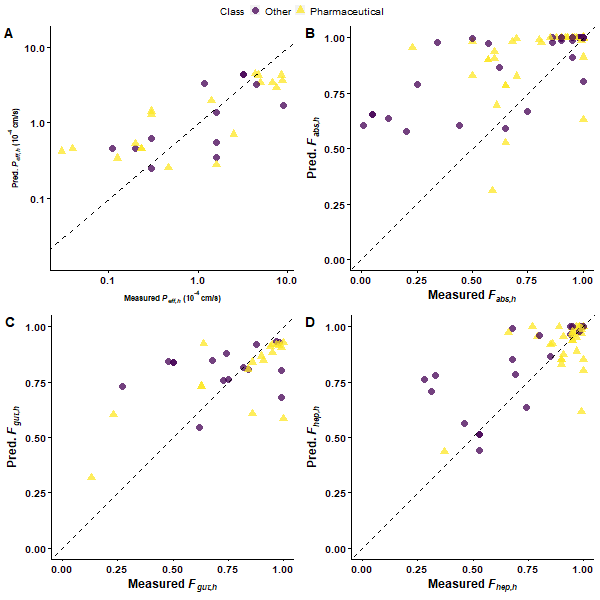 Class Other Pharmaceutical
A
10.0
1.0
0.1
Pred. Peff,h (10⁻⁴ cm/s)
0.1 1.0 10.0
Measured Peff,h (10⁻⁴ cm/s)
B
1.00
0.75
0.50
0.25
0.00
Pred. Fabs,h
0.00 0.25 0.50 0.75 1.00
Measured Fabs,h
C
1.00
0.75
0.50
0.25
0.00
Pred. Fgut,h
0.00 0.25 0.50 0.75 1.00
Measured Fgut,h
D
1.00
0.75
0.50
0.25
0.00
Pred. Fhep,h
0.00 0.25 0.50 0.75 1.00
Measured Fhep,h